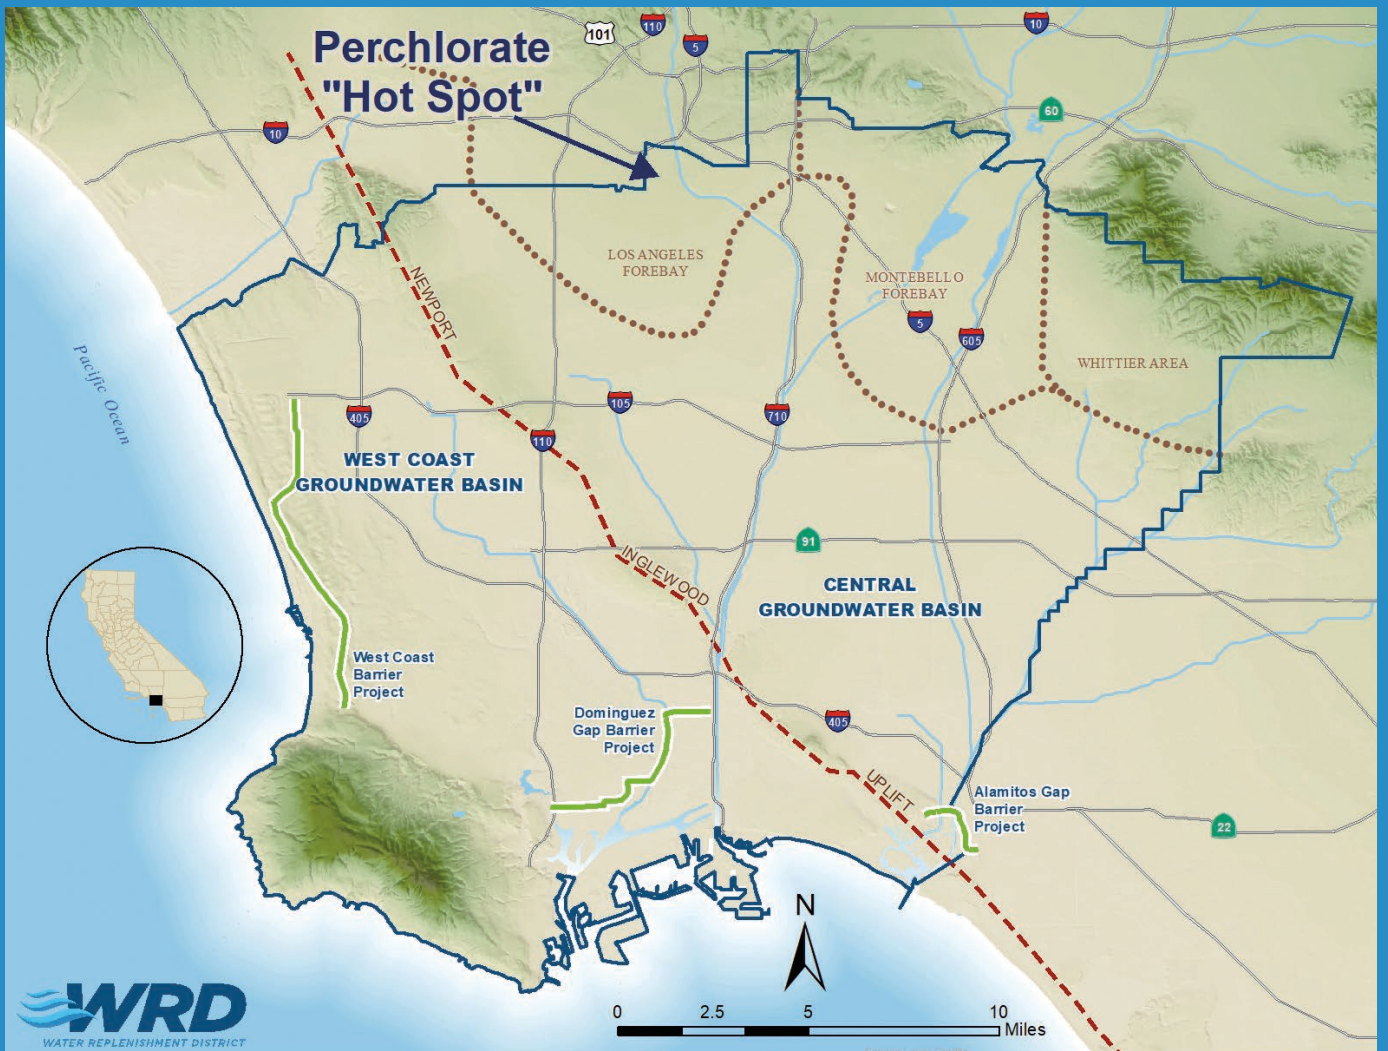 Perchlorate
"Hot Spot"
101
110
5
10
10
60
LOS ANGELES
FOREBAY
MONTEBELLO
FOREBAY
5
605
WHITTIER AREA
NEWPORT
Pacific Ocean
405
105
710
110
WEST COAST
GROUNDWATER BASIN
91
INGLEWOOD
CENTRAL
GROUNDWATER BASIN
West Coast
Barrier
Project
Dominguez
Gap Barrier
Project
405
UPLIFT
Alamitos Gap
Barrier
Project
22
N
0 2.5 5 10
Miles
WRD
WATER REPLENISHMENT DISTRICT